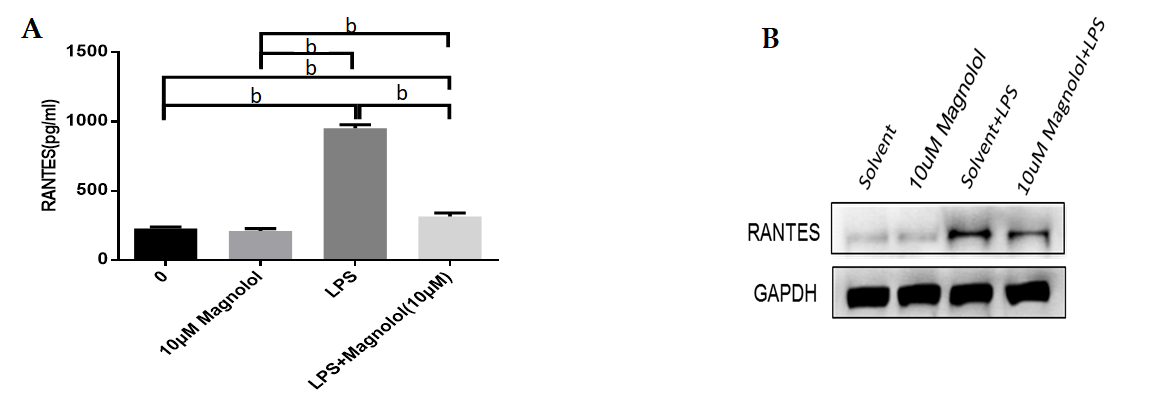 A
RANTES(pg/ml)
1500
1000
500
0
b
b
b
b
b
0
10µM Magnolol
LPS
LPS+Magnolol(10µM)
B
Solvent
10uM Magnolol
Solvent+LPS
10uM Magnolol+LPS
RANTES
GAPDH